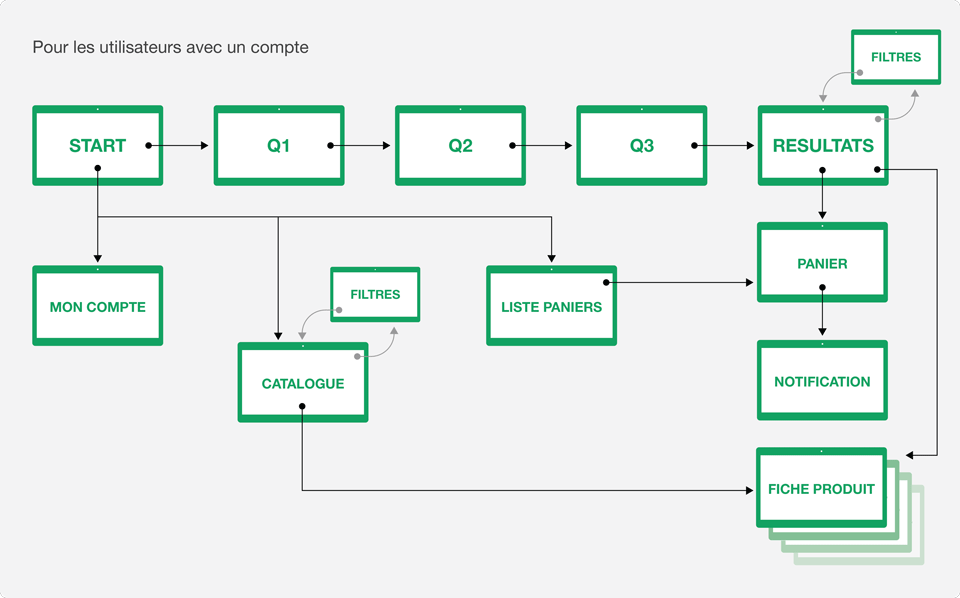 Pour les utilisateurs avec un compte
FILTRES
START
Q1
Q2
Q3
RESULTATS
PANIER
MON COMPTE
FILTRES
LISTE PANIERS
CATALOGUE
NOTIFICATION
FICHE PRODUIT